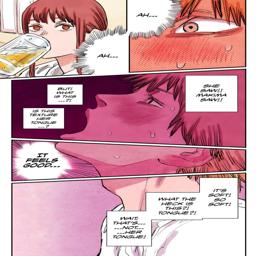 AH...
AH...
BUT!
WHAT
IS THIS
...?!
SHE
SAW!!
MAKIMA
SAW!!
IS THIS
TEXTURE
HER
TONGUE
...?
IT
FEELS
GOOD...
IT'S
SOFT!
SO
SOFT!
WHAT
THE HECK
IS THIS?!
TONGUE?!
WAIT.
THAT'S...
...NOT...
...HER
TONGUE!